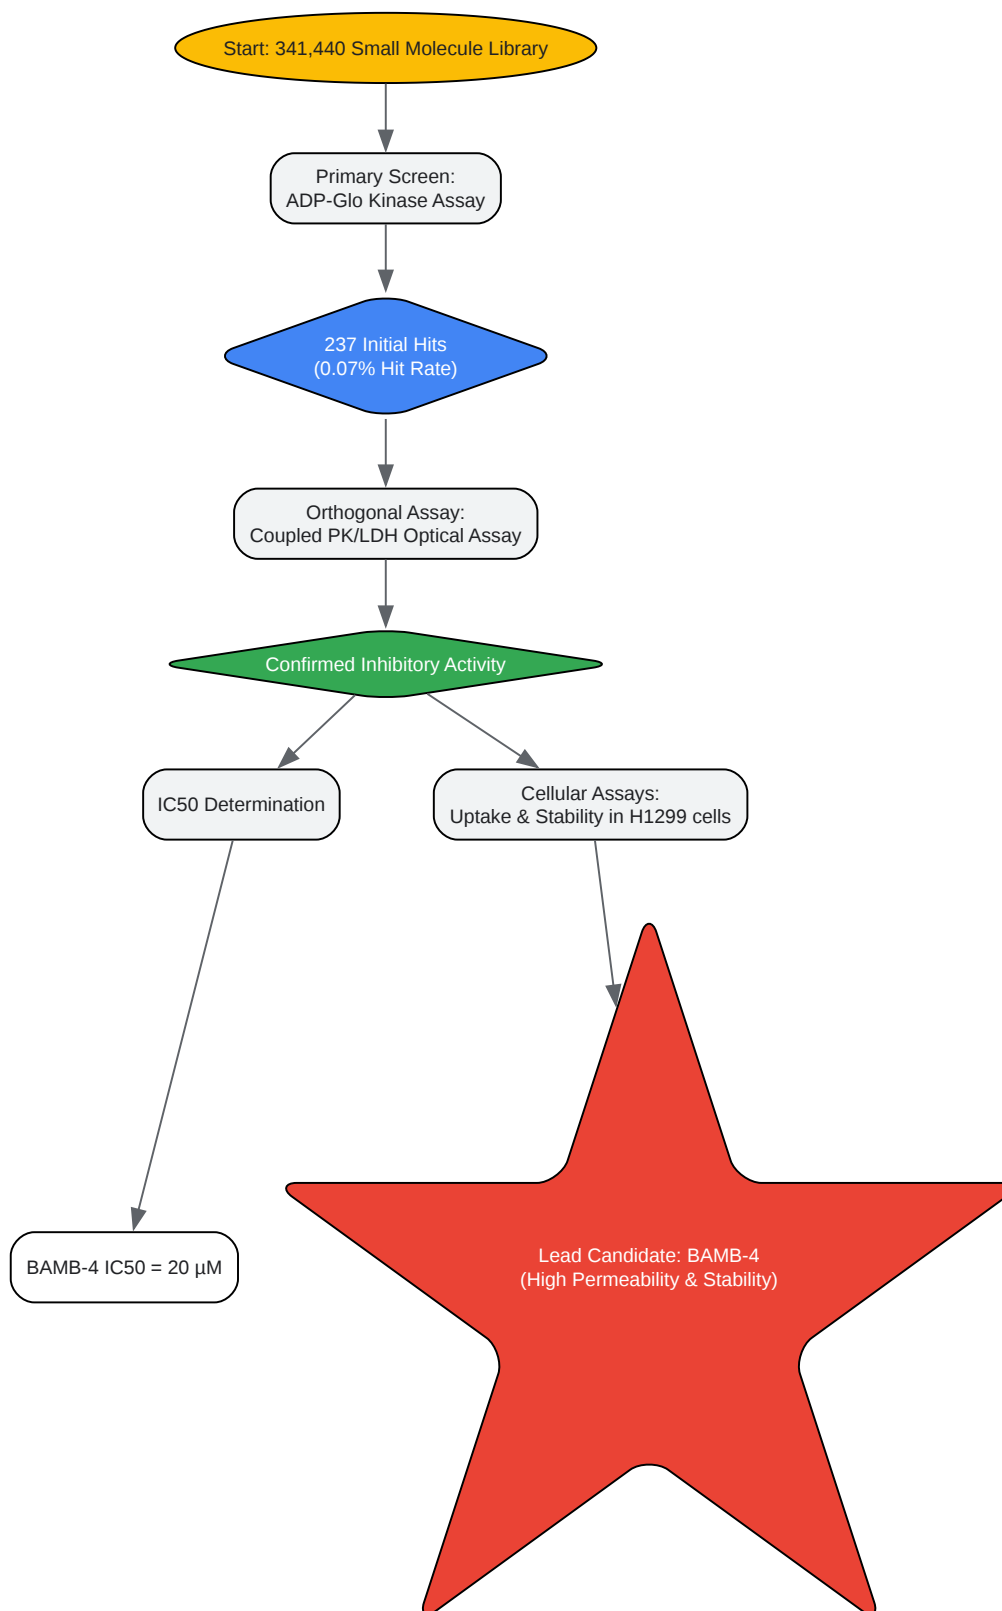 Start: 341,440 Small Molecule Library
Primary Screen:
ADP-Glo Kinase Assay
237 Initial Hits
(0.07% Hit Rate)
Orthogonal Assay:
Coupled PK/LDH Optical Assay
Confirmed Inhibitory Activity
IC50 Determination
Cellular Assays:
Uptake & Stability in H1299 cells
BAMB-4 IC50 = 20 µM
Lead Candidate: BAMB-4
(High Permeability & Stability)